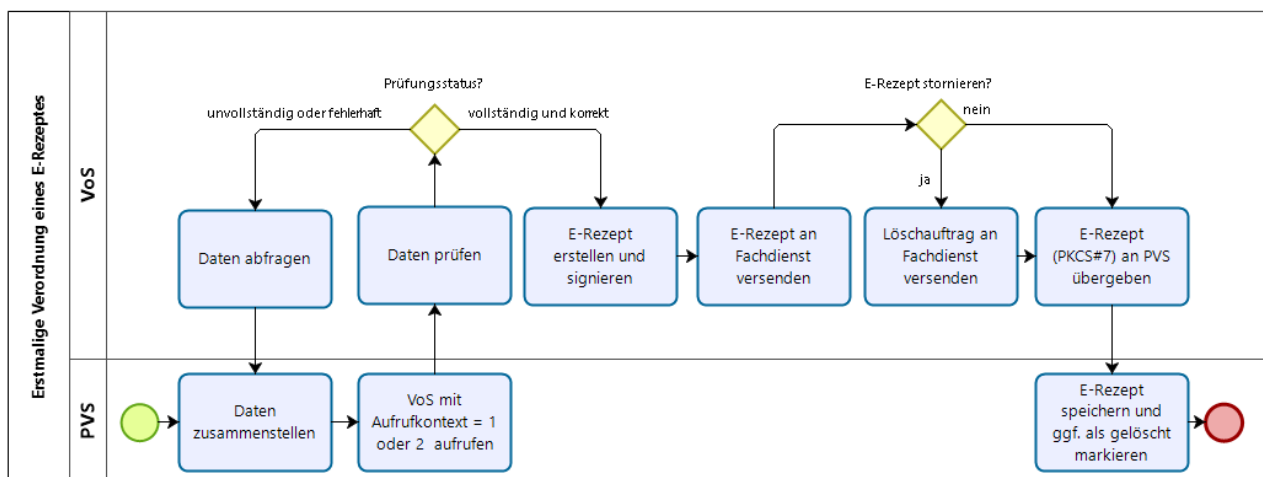 Erstmalige Verordnung eines E-Rezeptes
VoS
Prüfungsstatus?
unvollständig oder fehlerhaft
vollständig und korrekt
E-Rezept stornieren?
nein
ja
Daten abfragen
Daten prüfen
E-Rezept
erstellen und
signieren
E-Rezept an
Fachdienst
versenden
Löschauftrag an
Fachdienst
versenden
E-Rezept
(PKCS#7) an PVS
übergeben
PVS
Daten
zusammenstellen
VoS mit
Aufrufkontext = 1
oder 2 aufrufen
E-Rezept
speichern und
ggf. als gelöscht
markieren